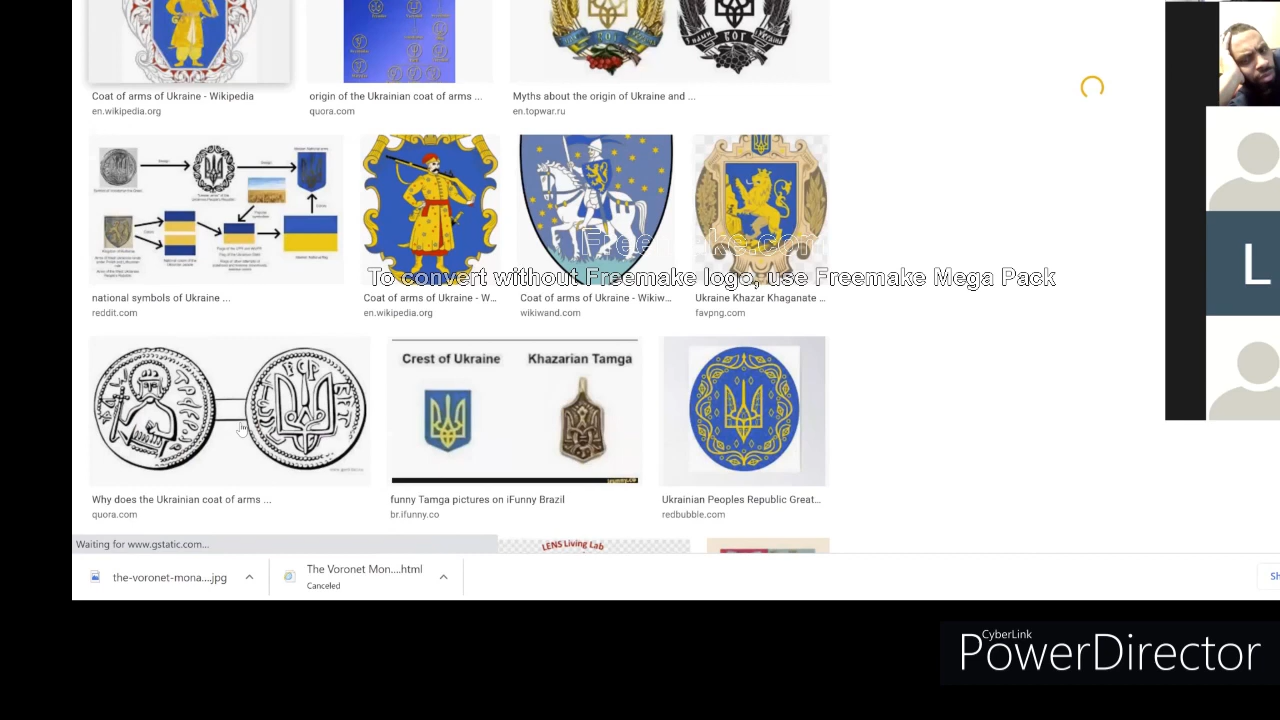 Coat of arms of Ukraine - Wikipedia
en.wikipedia.org
origin of the Ukrainian coat of arms ...
quora.com
Myths about the origin of Ukraine and ...
en.topwar.ru
To convert without Freemake logo, use Freemake Mega Pack
national symbols of Ukraine ...
reddit.com
Coat of arms of Ukraine - W...
en.wikipedia.org
Coat of arms of Ukraine - Wikiw...
wikiwand.com
Ukraine Khazar Khaganate ...
favpng.com
Crest of Ukraine
Khazarian Tamga
Why does the Ukrainian coat of arms ...
quora.com
funny Tamga pictures on iFunny Brazil
br.ifunny.co
Ukrainian Peoples Republic Great...
redbubble.com
LENS Living Lab
Waiting for www.gstatic.com...
the-voronet-mona....jpg
The Voronet Mon....html
Canceled
Sh
L
CyberLink
PowerDirector